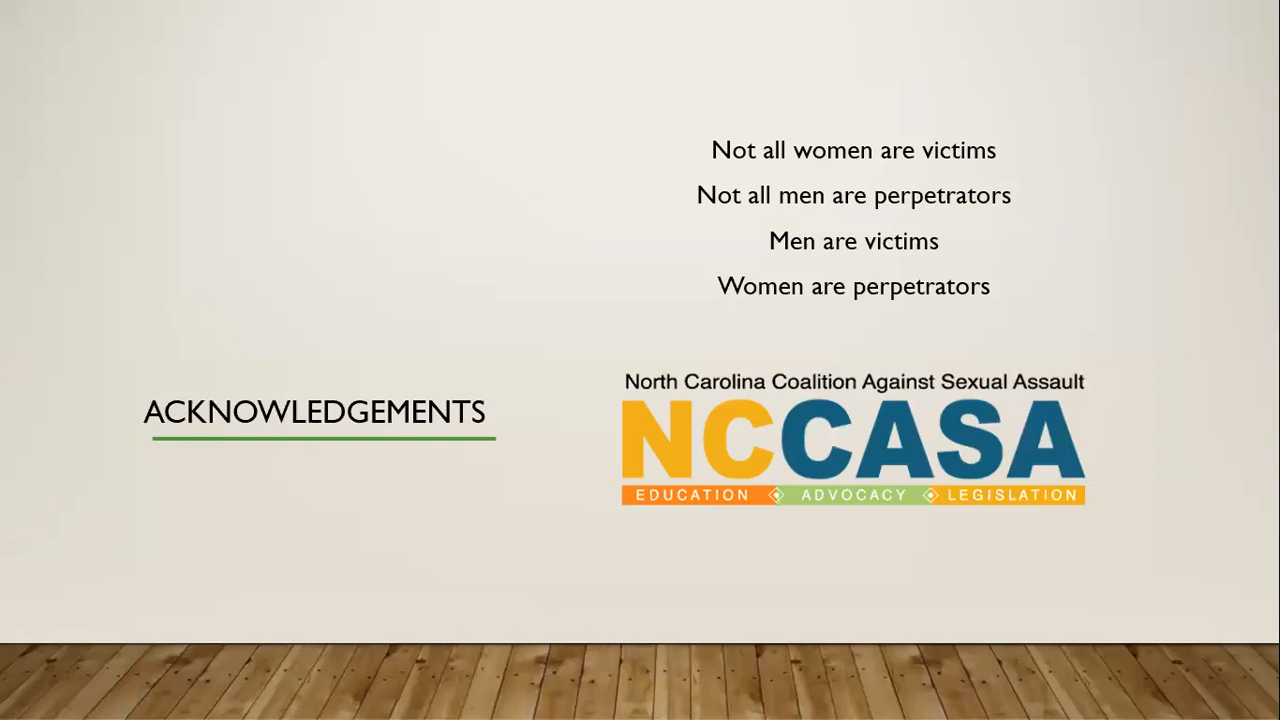 ACKNOWLEDGEMENTS
Not all women are victims
Not all men are perpetrators
Men are victims
Women are perpetrators
North Carolina Coalition Against Sexual Assault
NCCASA
EDUCATION ADVOCACY LEGISLATION